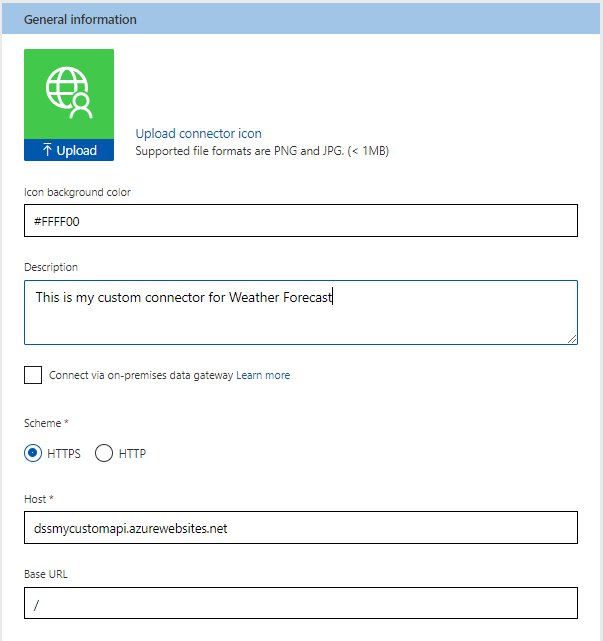 General information
Upload
Upload connector icon
Supported file formats are PNG and JPG. (< 1MB)
Icon background color
#FFFF00
Description
This is my custom connector for Weather Forecast
Connect via on-premises data gateway Learn more
Scheme *
HTTPS HTTP
Host *
dssmycustomapi.azurewebsites.net
Base URL
/